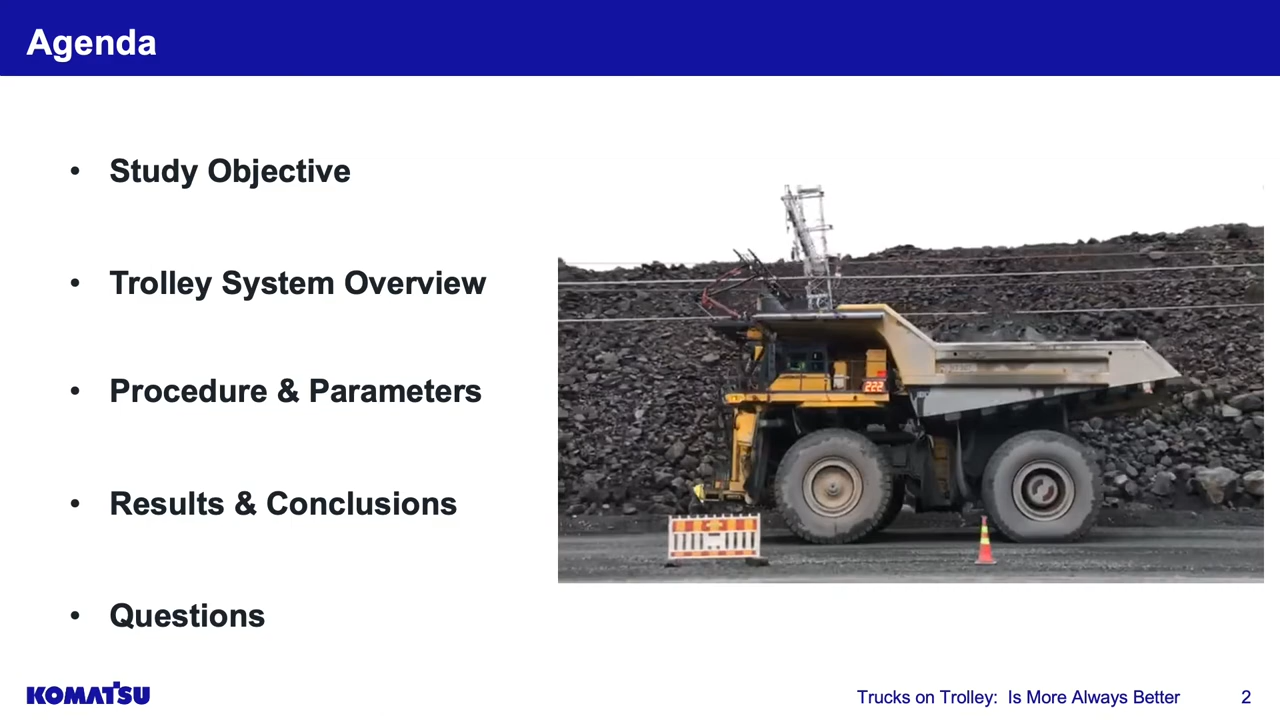 Agenda
• Study Objective
• Trolley System Overview
• Procedure & Parameters
• Results & Conclusions
• Questions
222
KOMATSU
Trucks on Trolley: Is More Always Better
2